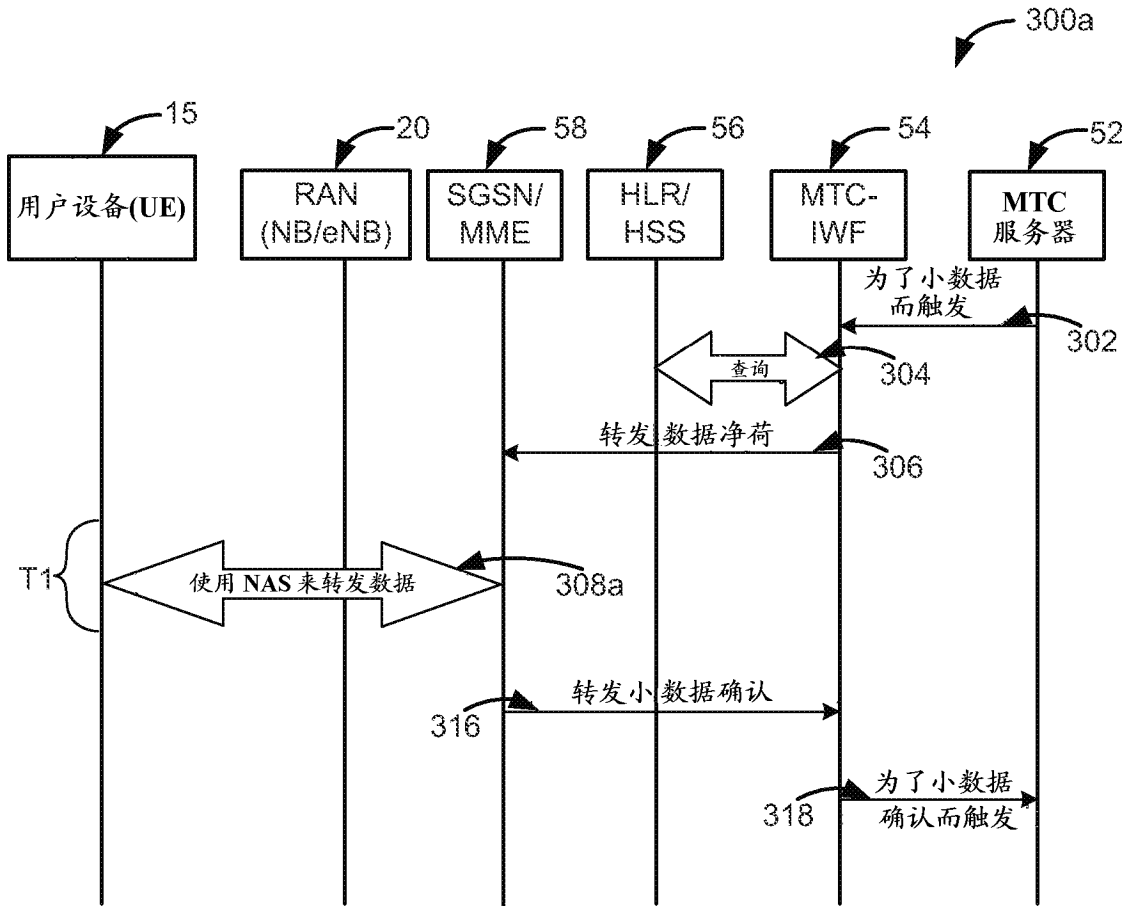 300a
15
20
58
56
54
52
用户设备(UE)
RAN
(NB/eNB)
SGSN/
MME
HLR/
HSS
MTC-
IWF
MTC
服务器
为了小数据
而触发
302
查询
304
转发 数据净荷
306
T1
使用 NAS 来转发数据
308a
转发小 数据确认
316
为了小数据
确认而触发
318